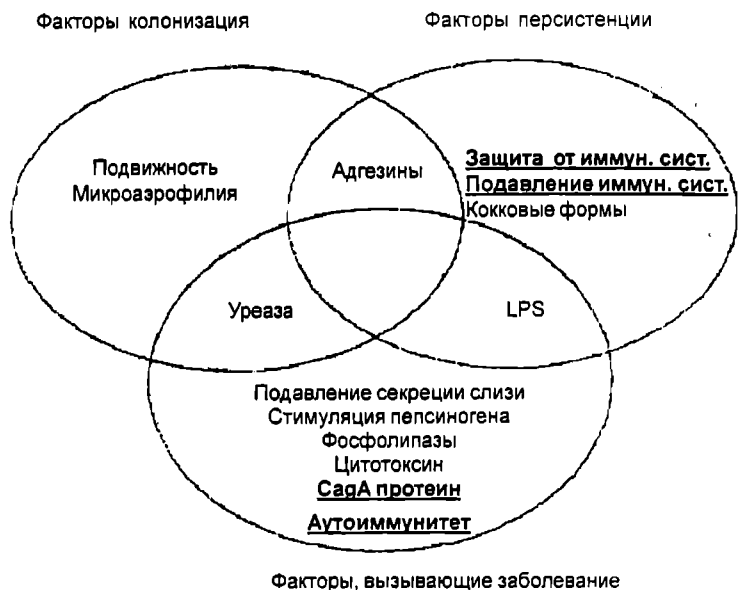 Факторы колонизация
Факторы персистенции
Подвижность
Микроаэрофилия
Адгезины
Защита от иммун. сист.
Подавление иммун. сист.
Кокковые формы
Уреаза
LPS
Подавление секреции слизи
Стимуляция пепсиногена
Фосфолипазы
Цитотоксин
CagA протеин
Аутоиммунитет
Факторы, вызывающие заболевание